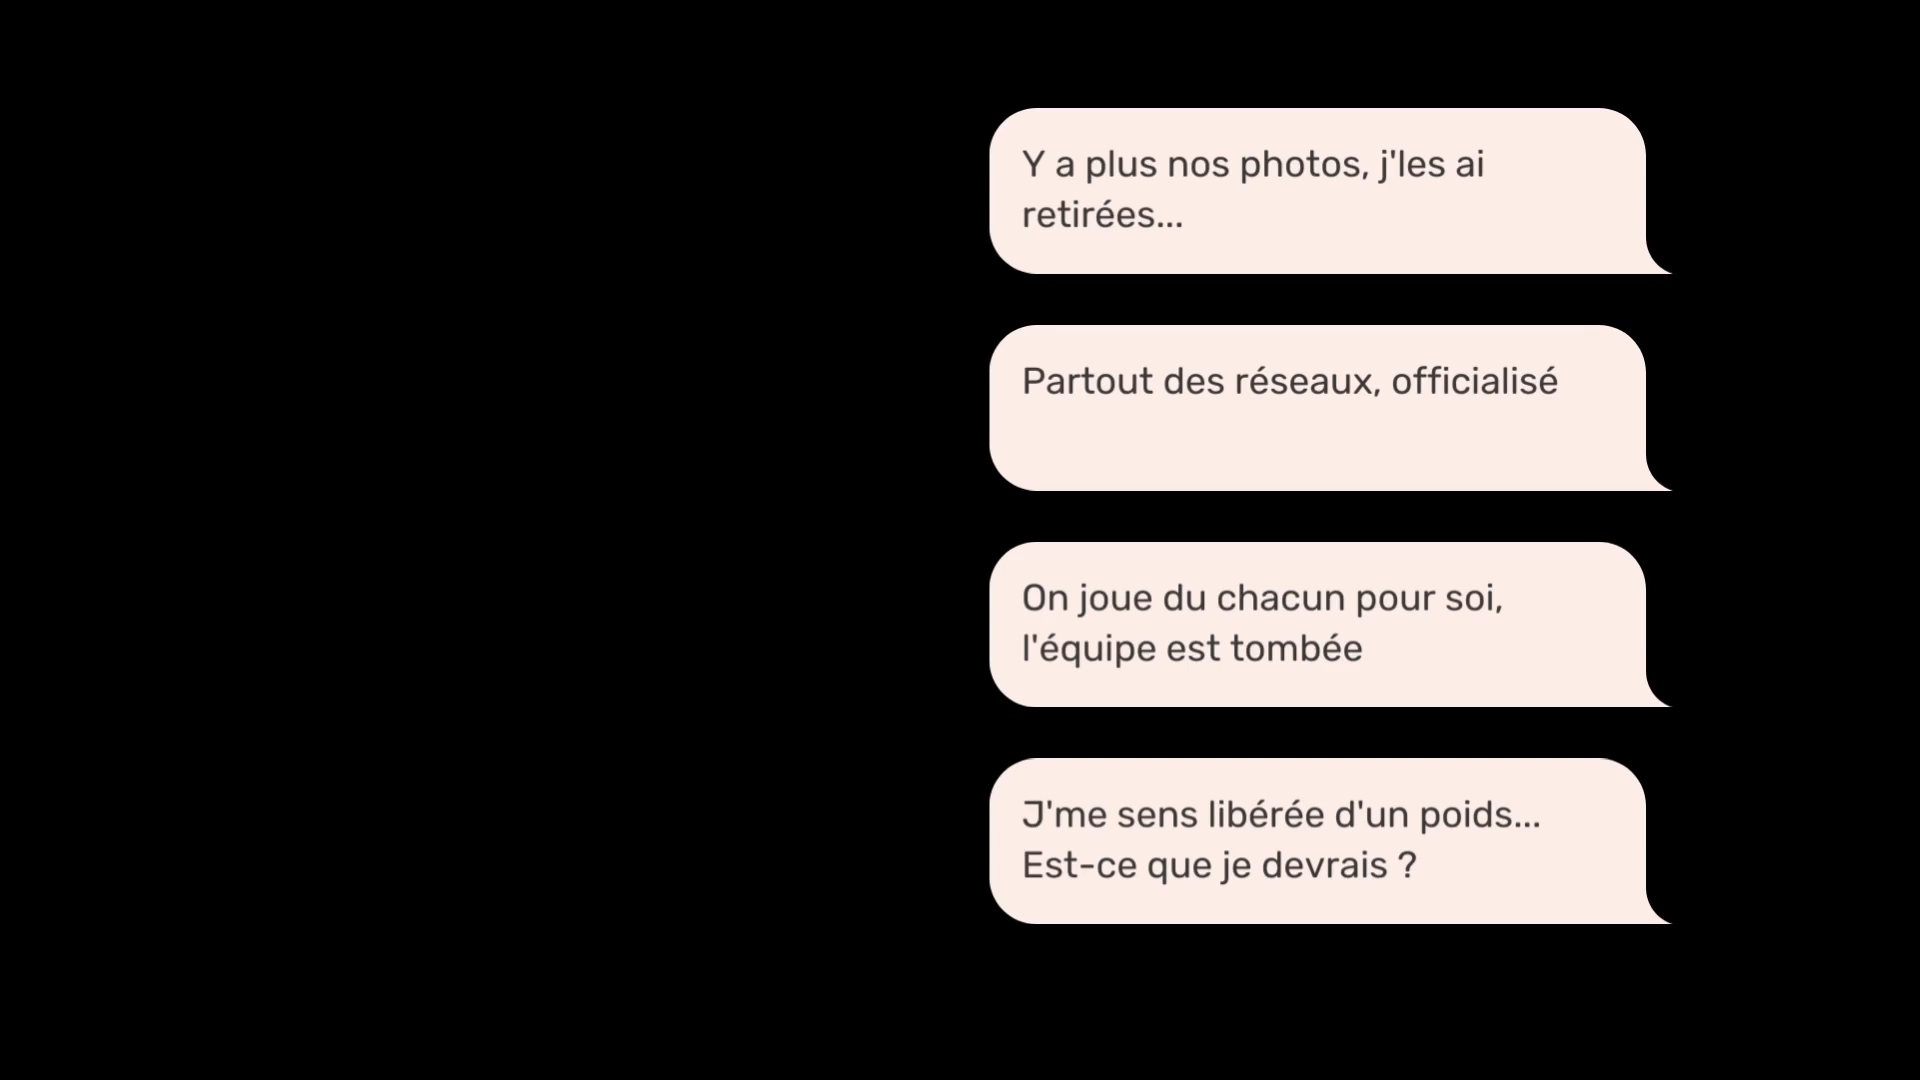 Y a plus nos photos, j'les ai
retirées...
Partout des réseaux, officialisé
On joue du chacun pour soi,
l'équipe est tombée
J'me sens libérée d'un poids...
Est-ce que je devrais ?